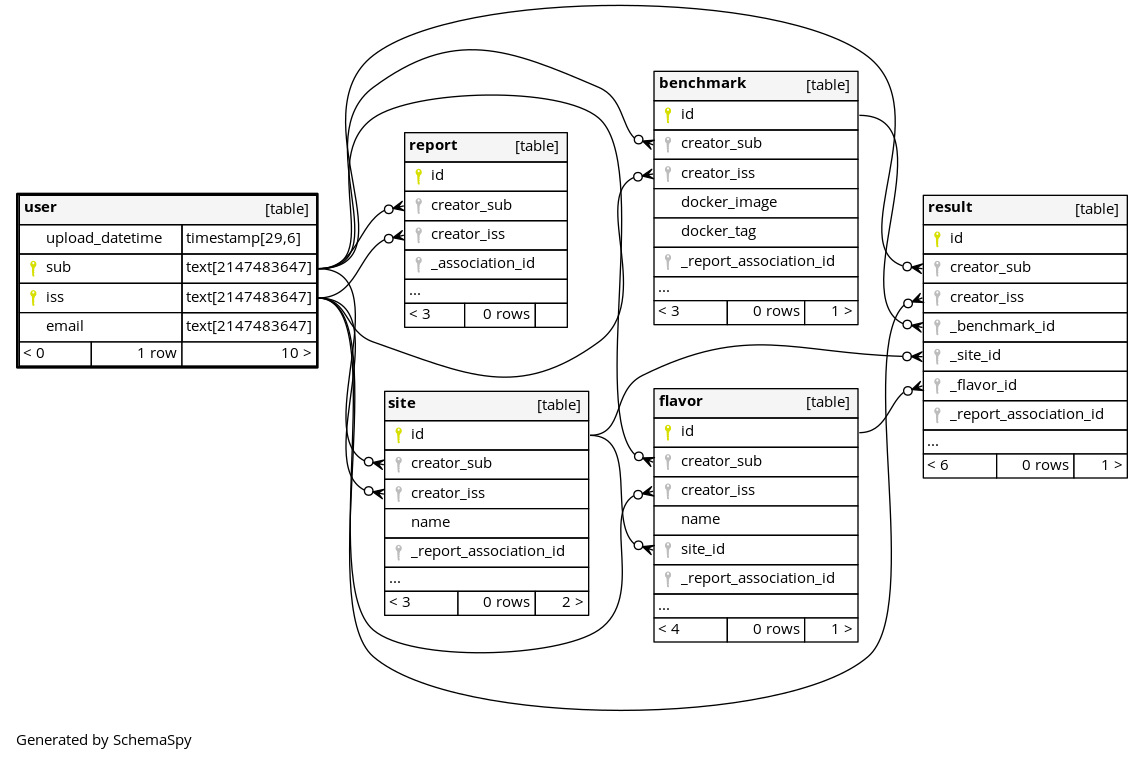 user [table]
upload_datetime timestamp[29,6]
sub text[2147483647]
iss text[2147483647]
email text[2147483647]
< 0 1 row 10 >
report [table]
id
creator_sub
creator_iss
_association_id
...
< 3 0 rows
site [table]
id
creator_sub
creator_iss
name
_report_association_id
...
< 3 0 rows 2 >
benchmark [table]
id
creator_sub
creator_iss
docker_image
docker_tag
_report_association_id
...
< 3 0 rows 1 >
flavor [table]
id
creator_sub
creator_iss
name
site_id
_report_association_id
...
< 4 0 rows 1 >
result [table]
id
creator_sub
creator_iss
_benchmark_id
_site_id
_flavor_id
_report_association_id
...
< 6 0 rows 1 >
Generated by SchemaSpy